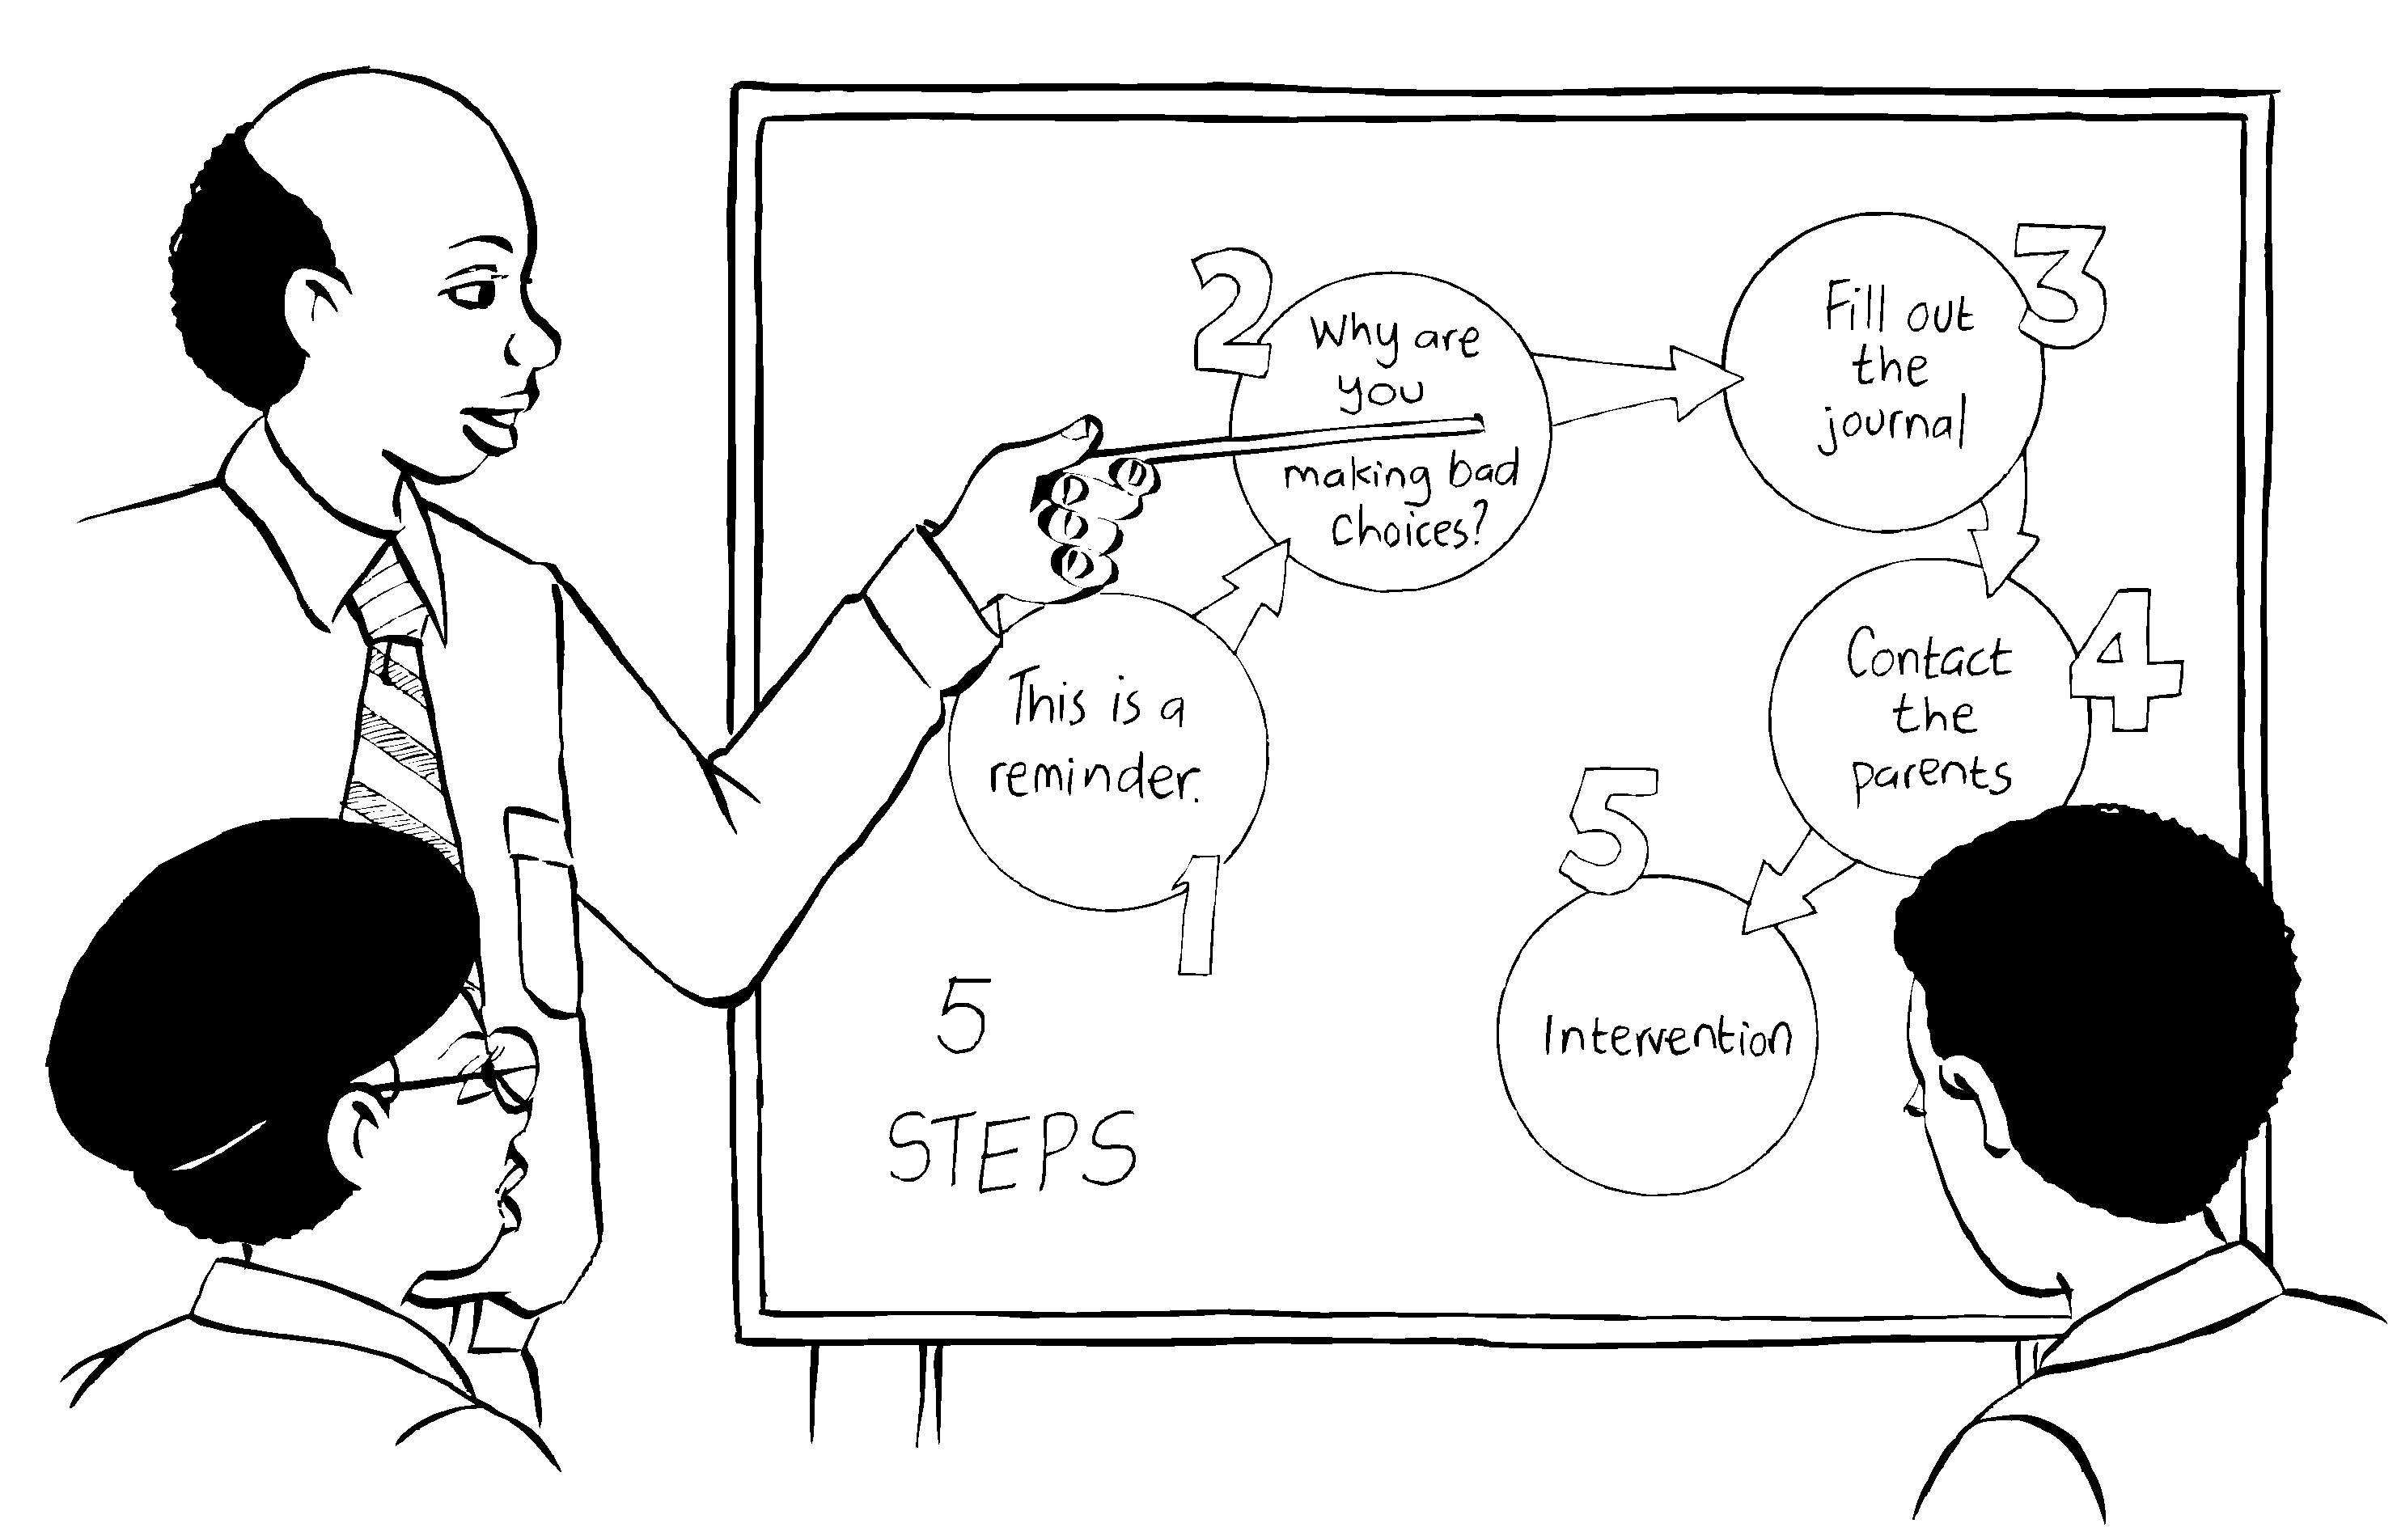 1
This is a
reminder.
2
Why are
you
making bad
choices?
3
Fill out
the
journal
4
Contact
the
parents
5
Intervention
5
STEPS